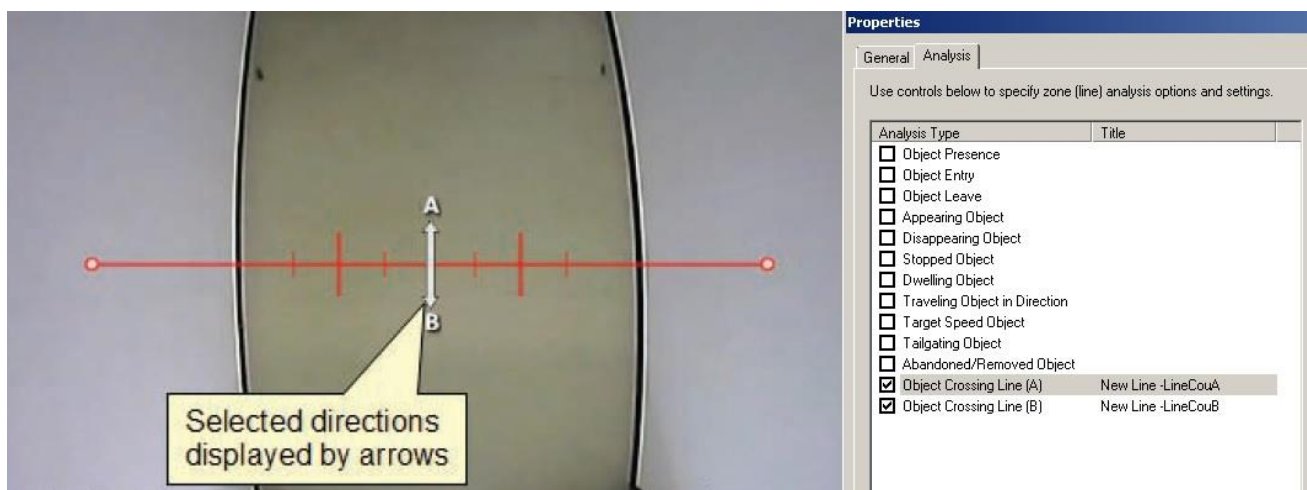 A
B
Selected directions
displayed by arrows
Properties
General Analysis
Use controls below to specify zone (line) analysis options and settings.
Analysis Type Title
Object Presence
Object Entry
Object Leave
Appearing Object
Disappearing Object
Stopped Object
Dwelling Object
Traveling Object in Direction
Target Speed Object
Tailgating Object
Abandoned/Removed Object
Object Crossing Line (A) New Line -LineCouA
Object Crossing Line (B) New Line -LineCouB